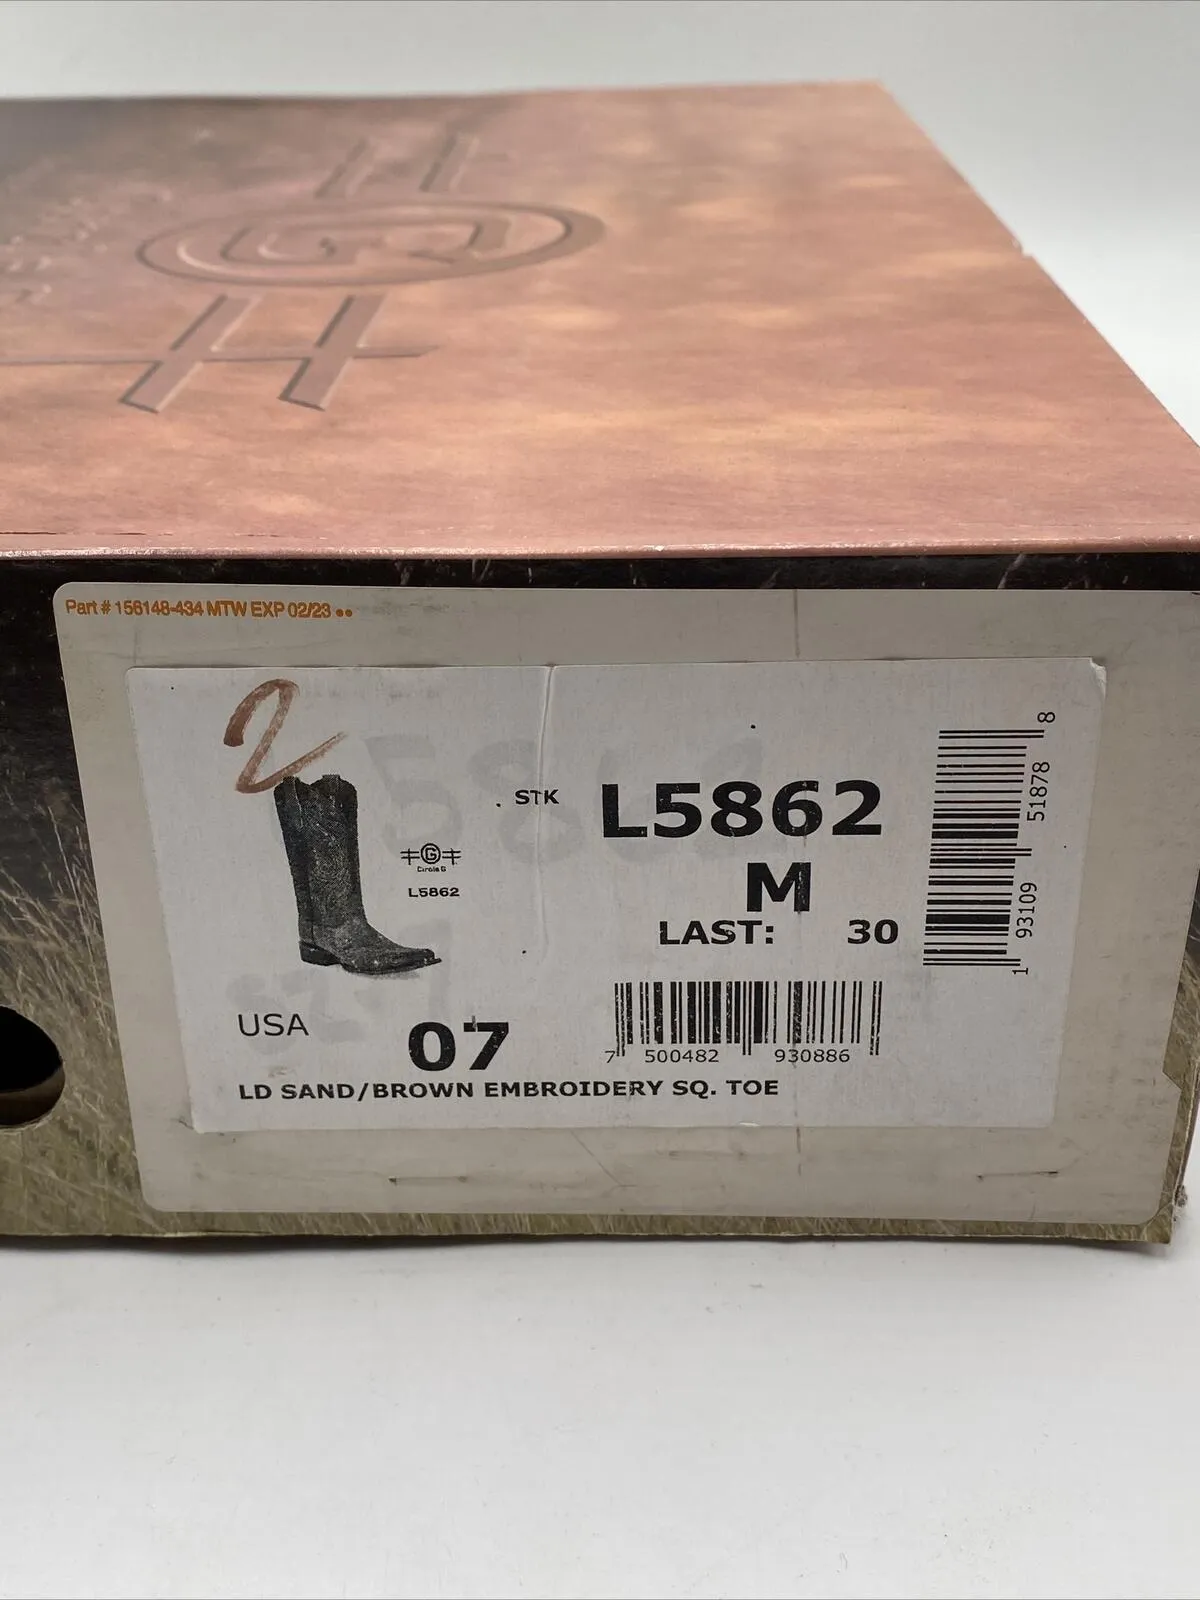 G
Part # 156148-434 MTW EXP 02/23 ••
2
STK
L5862
M
LAST: 30
G
Circle G
L5862
USA
07
7 500482 930886
1 93109 51878 8
LD SAND/BROWN EMBROIDERY SQ. TOE